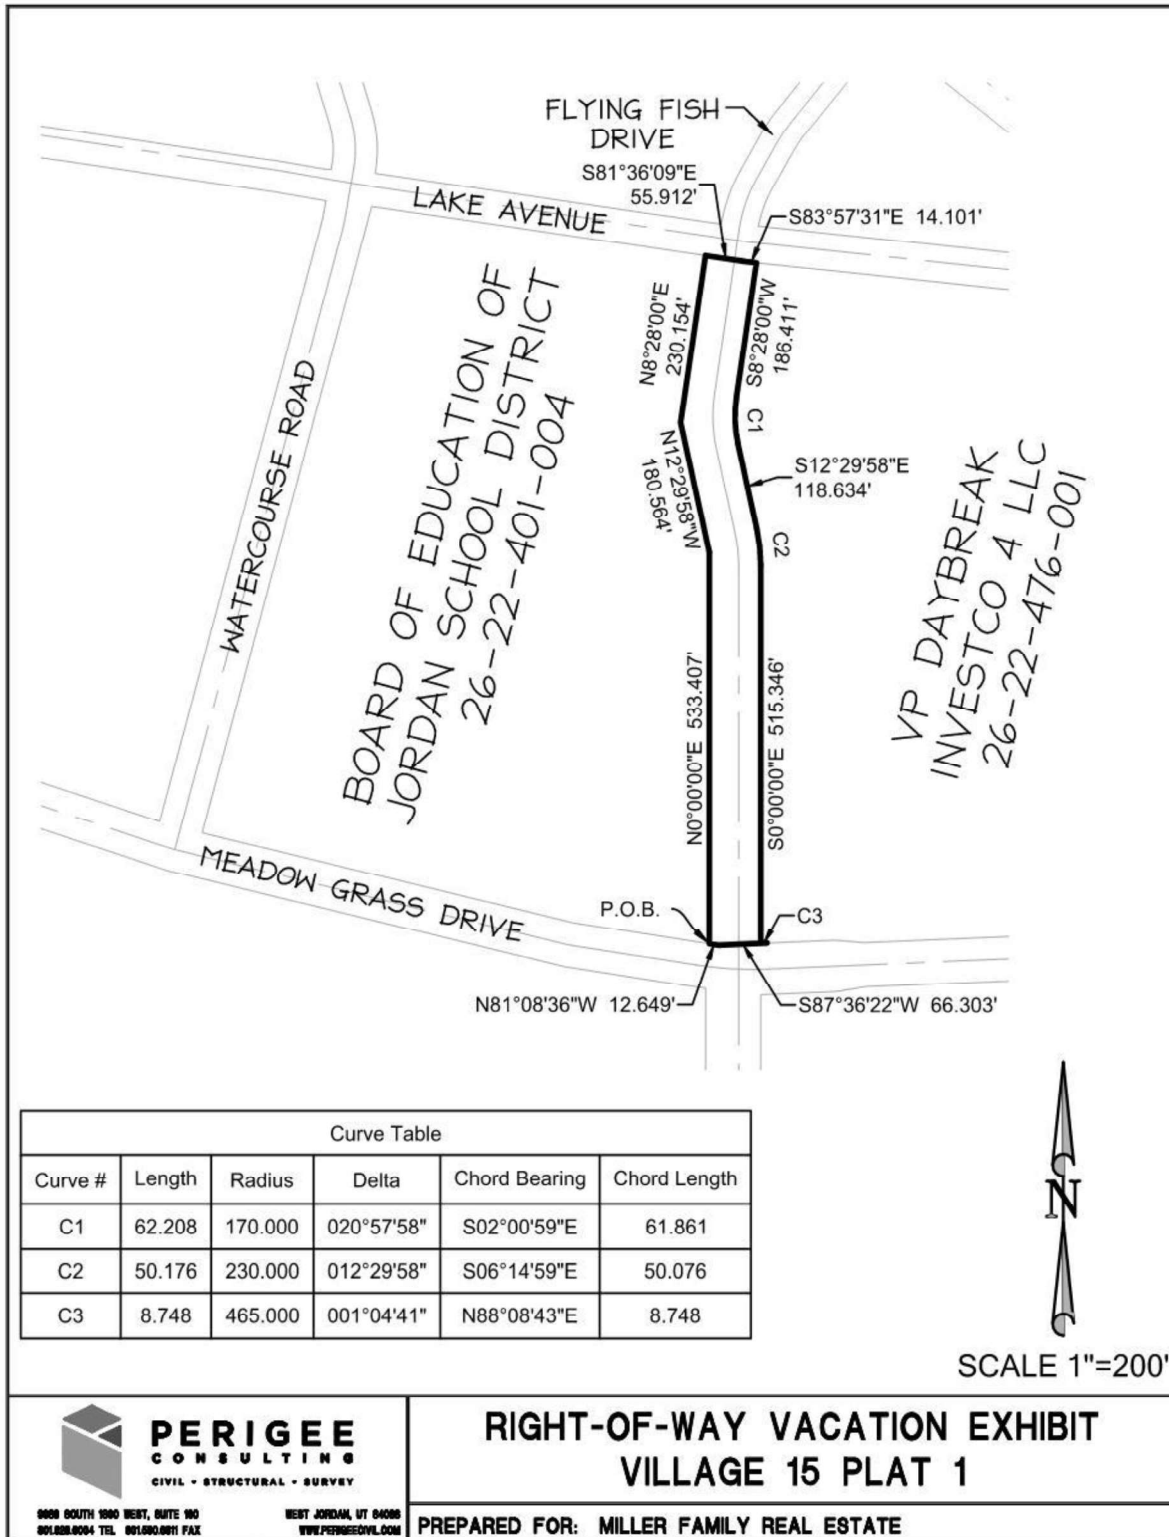 FLYING FISH
DRIVE
S81°36'09"E
55.912'
LAKE AVENUE
S83°57'31"E 14.101'
N8°28'00"E
230.154'
S8°28'00"W
186.411'
C1
N12°29'58"W
180.564'
S12°29'58"E
118.634'
C2
WATERCOURSE ROAD
BOARD OF EDUCATION OF
JORDAN SCHOOL DISTRICT
26-22-401-004
VP DAYBREAK
INVESTCO 4 LLC
26-22-476-001
N0°00'00"E 533.407'
S0°00'00"E 515.346'
MEADOW GRASS DRIVE
P.O.B.
C3
N81°08'36"W 12.649'
S87°36'22"W 66.303'
Curve Table
Curve # Length Radius Delta Chord Bearing Chord Length
C1 62.208 170.000 020°57'58" S02°00'59"E 61.861
C2 50.176 230.000 012°29'58" S06°14'59"E 50.076
C3 8.748 465.000 001°04'41" N88°08'43"E 8.748
N
SCALE 1"=200'
PERIGEE
CONSULTING
CIVIL • STRUCTURAL • SURVEY
WEST JORDAN, UT 84088
WWW.PERIGEECIVIL.COM
RIGHT-OF-WAY VACATION EXHIBIT
VILLAGE 15 PLAT 1
PREPARED FOR: MILLER FAMILY REAL ESTATE